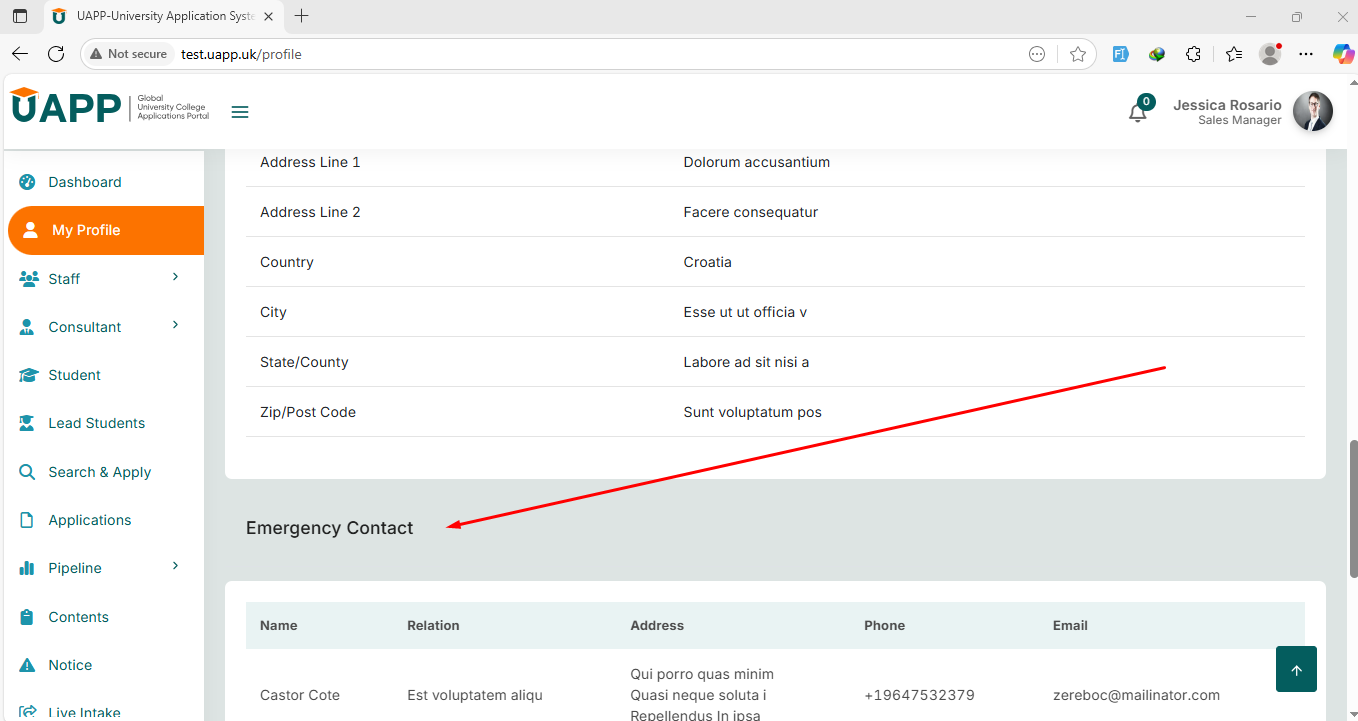 UAPP-University Application Syste
Not secure test.uapp.uk/profile
UAPP Global
University College
Applications Portal
0
Jessica Rosario
Sales Manager
Dashboard
My Profile
Staff
Consultant
Student
Lead Students
Search & Apply
Applications
Pipeline
Contents
Notice
Live Intake
Address Line 1 Dolorum accusantium
Address Line 2 Facere consequatur
Country Croatia
City Esse ut ut officia v
State/County Labore ad sit nisi a
Zip/Post Code Sunt voluptatum pos
Emergency Contact
Name Relation Address Phone Email
Castor Cote Est voluptatem aliqu Qui porro quas minim +19647532379 zereboc@mailinator.com
Quasi neque soluta i
Repellendus In ipsa